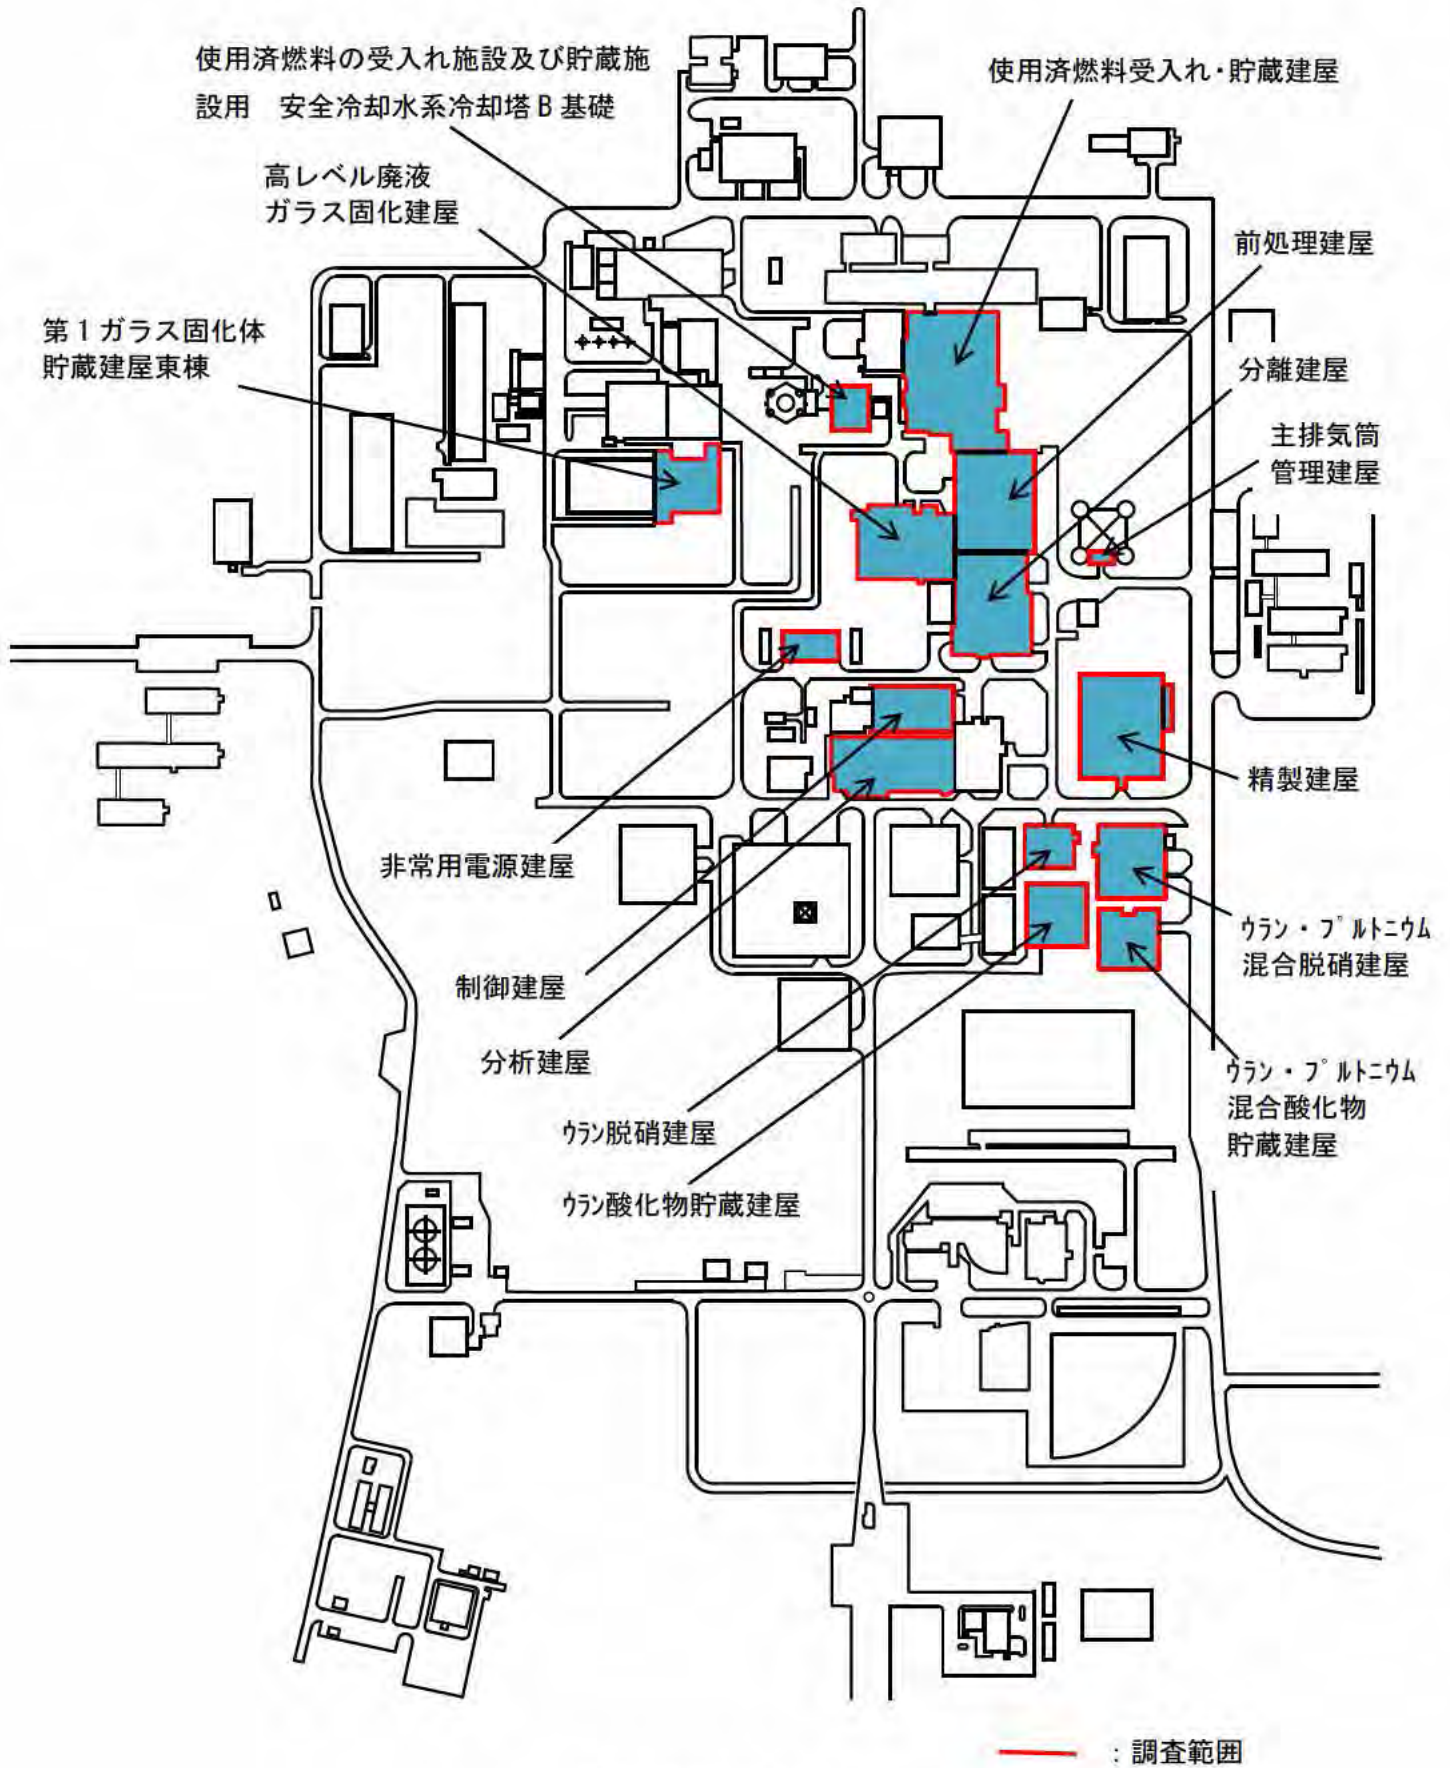 使用済燃料の受入れ施設及び貯蔵施
設用　安全冷却水系冷却塔B基礎
使用済燃料受入れ・貯蔵建屋
高レベル廃液
ガラス固化建屋
前処理建屋
第1ガラス固化体
貯蔵建屋東棟
分離建屋
主排気筒
管理建屋
精製建屋
非常用電源建屋
制御建屋
分析建屋
ｳﾗﾝ・ﾌﾟﾙﾄﾆｳﾑ
混合脱硝建屋
ｳﾗﾝ・ﾌﾟﾙﾄﾆｳﾑ
混合酸化物
貯蔵建屋
ｳﾗﾝ脱硝建屋
ｳﾗﾝ酸化物貯蔵建屋
：調査範囲